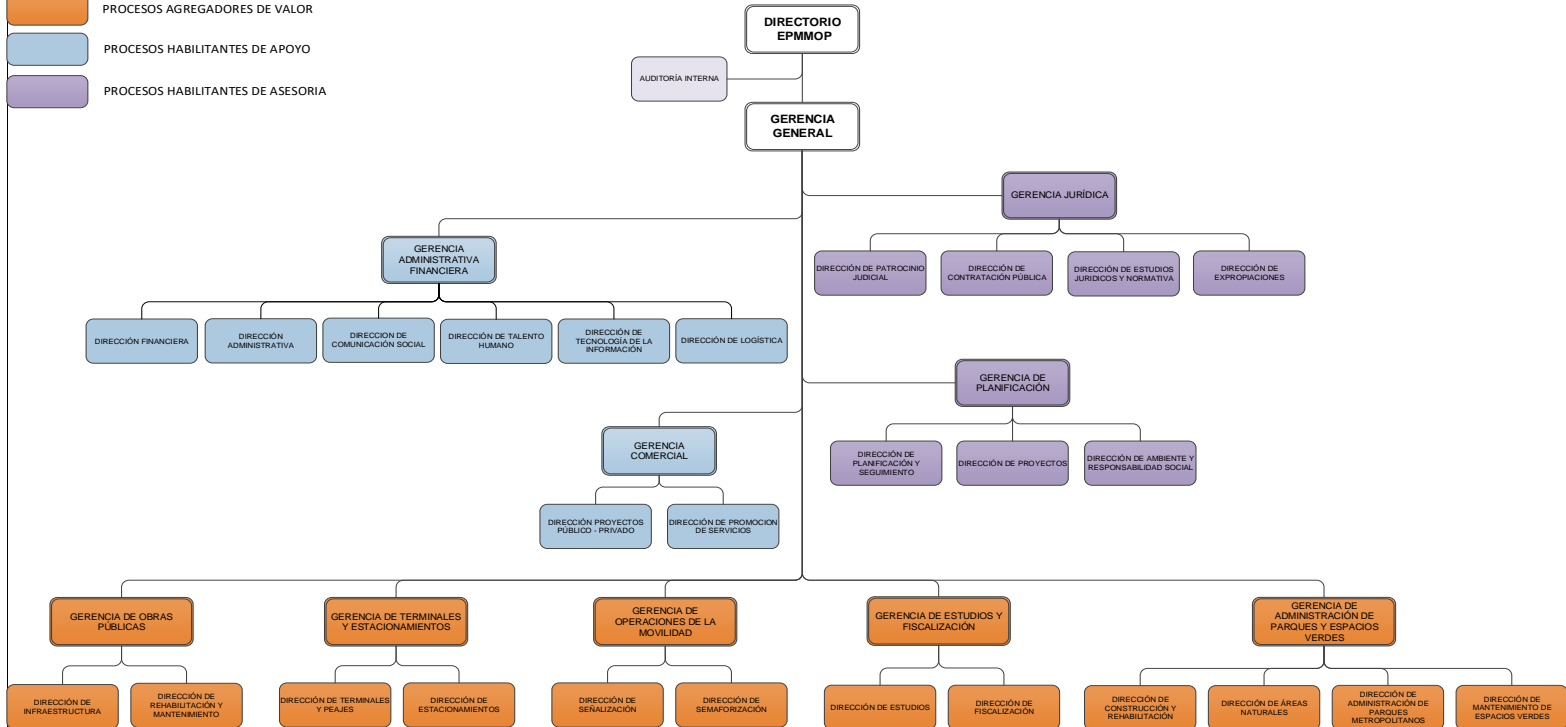 PROCESOS AGREGADORES DE VALOR
PROCESOS HABILITANTES DE APOYO
PROCESOS HABILITANTES DE ASESORIA
DIRECTORIO
EPMMOP
AUDITORÍA INTERNA
GERENCIA
GENERAL
GERENCIA JURÍDICA
DIRECCIÓN DE PATROCINIO
JUDICIAL
DIRECCIÓN DE
CONTRATACIÓN PÚBLICA
DIRECCIÓN DE ESTUDIOS
JURIDICOS Y NORMATIVA
DIRECCIÓN DE
EXPROPIACIONES
GERENCIA
ADMINISTRATIVA
FINANCIERA
DIRECCIÓN FINANCIERA
DIRECCIÓN
ADMINISTRATIVA
DIRECCION DE
COMUNICACIÓN SOCIAL
DIRECCIÓN DE TALENTO
HUMANO
DIRECCIÓN DE
TECNOLOGÍA DE LA
INFORMACIÓN
DIRECCIÓN DE LOGÍSTICA
GERENCIA DE
PLANIFICACIÓN
DIRECCIÓN DE
PLANIFICACIÓN Y
SEGUIMIENTO
DIRECCIÓN DE PROYECTOS
DIRECCIÓN DE AMBIENTE Y
RESPONSABILIDAD SOCIAL
GERENCIA
COMERCIAL
DIRECCIÓN PROYECTOS
PÚBLICO - PRIVADO
DIRECCIÓN DE PROMOCION
DE SERVICIOS
GERENCIA DE OBRAS
PÚBLICAS
DIRECCIÓN DE
INFRAESTRUCTURA
DIRECCIÓN DE
REHABILITACIÓN Y
MANTENIMIENTO
GERENCIA DE TERMINALES
Y ESTACIONAMIENTOS
DIRECCIÓN DE TERMINALES
Y PEAJES
DIRECCIÓN DE
ESTACIONAMIENTOS
GERENCIA DE
OPERACIONES DE LA
MOVILIDAD
DIRECCIÓN DE
SEÑALIZACIÓN
DIRECCIÓN DE
SEMAFORIZACIÓN
GERENCIA DE ESTUDIOS Y
FISCALIZACIÓN
DIRECCIÓN DE ESTUDIOS
DIRECCIÓN DE
FISCALIZACIÓN
GERENCIA DE
ADMINISTRACIÓN DE
PARQUES Y ESPACIOS
VERDES
DIRECCIÓN DE
CONSTRUCCIÓN Y
REHABILITACIÓN
DIRECCIÓN DE ÁREAS
NATURALES
DIRECCIÓN DE
ADMINISTRACIÓN DE
PARQUES
METROPOLITANOS
DIRECCIÓN DE
MANTENIMIENTO DE
ESPACIOS VERDES